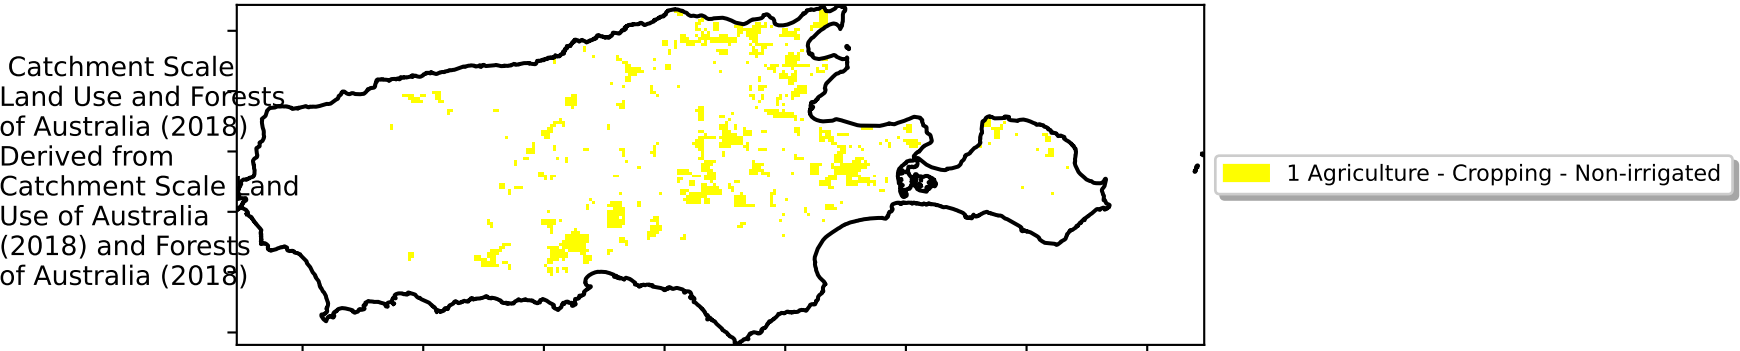 Catchment Scale
Land Use and Forests
of Australia (2018)
Derived from
Catchment Scale Land
Use of Australia
(2018) and Forests
of Australia (2018)
1 Agriculture - Cropping - Non-irrigated